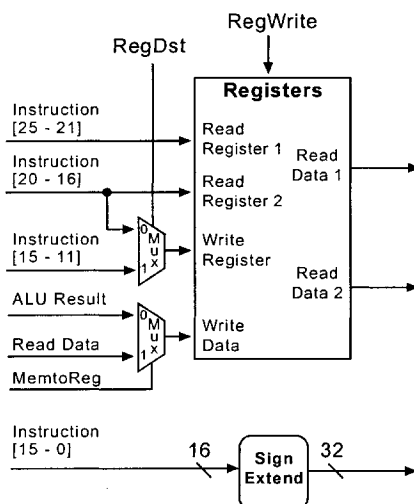 RegWrite
RegDst
Registers
Instruction
[25 - 21]
Read
Register 1
Read
Data 1
Instruction
[20 - 16]
Read
Register 2
0
Mux
1
Write
Register
Instruction
[15 - 11]
Read
Data 2
ALU Result
0
Mux
1
Write
Data
Read Data
MemtoReg
Instruction
[15 - 0]
16
Sign
Extend
32